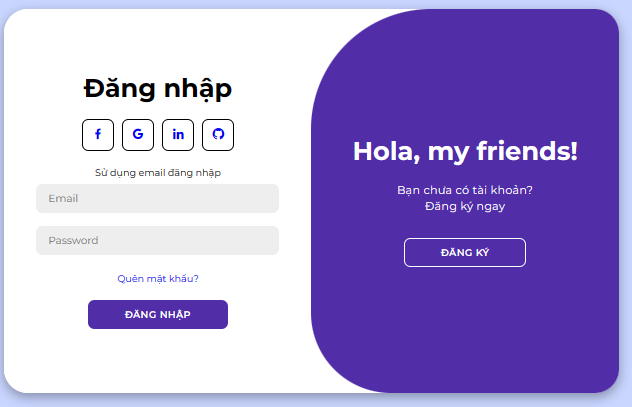 Đăng nhập
Sử dụng email đăng nhập
Email
Password
Quên mật khẩu?
ĐĂNG NHẬP
Hola, my friends!
Bạn chưa có tài khoản?
Đăng ký ngay
ĐĂNG KÝ